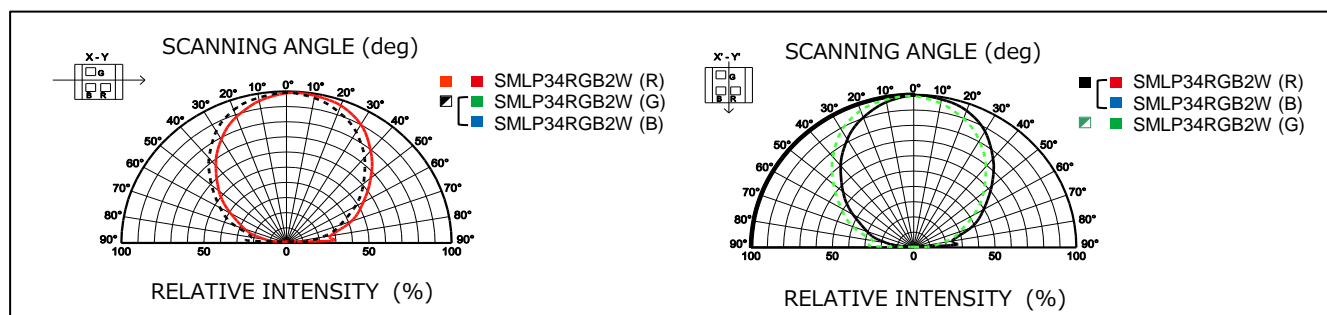 SCANNING ANGLE (deg)
X - Y
G
B R
0°
10° 10°
20° 20°
30° 30°
40° 40°
50° 50°
60° 60°
70° 70°
80° 80°
90° 90°
100 50 0 50 100
RELATIVE INTENSITY (%)
SMLP34RGB2W (R)
SMLP34RGB2W (G)
SMLP34RGB2W (B)
SCANNING ANGLE (deg)
X' - Y'
G
B R
0°
10° 10°
20° 20°
30° 30°
40° 40°
50° 50°
60° 60°
70° 70°
80° 80°
90° 90°
100 50 0 50 100
RELATIVE INTENSITY (%)
SMLP34RGB2W (R)
SMLP34RGB2W (B)
SMLP34RGB2W (G)